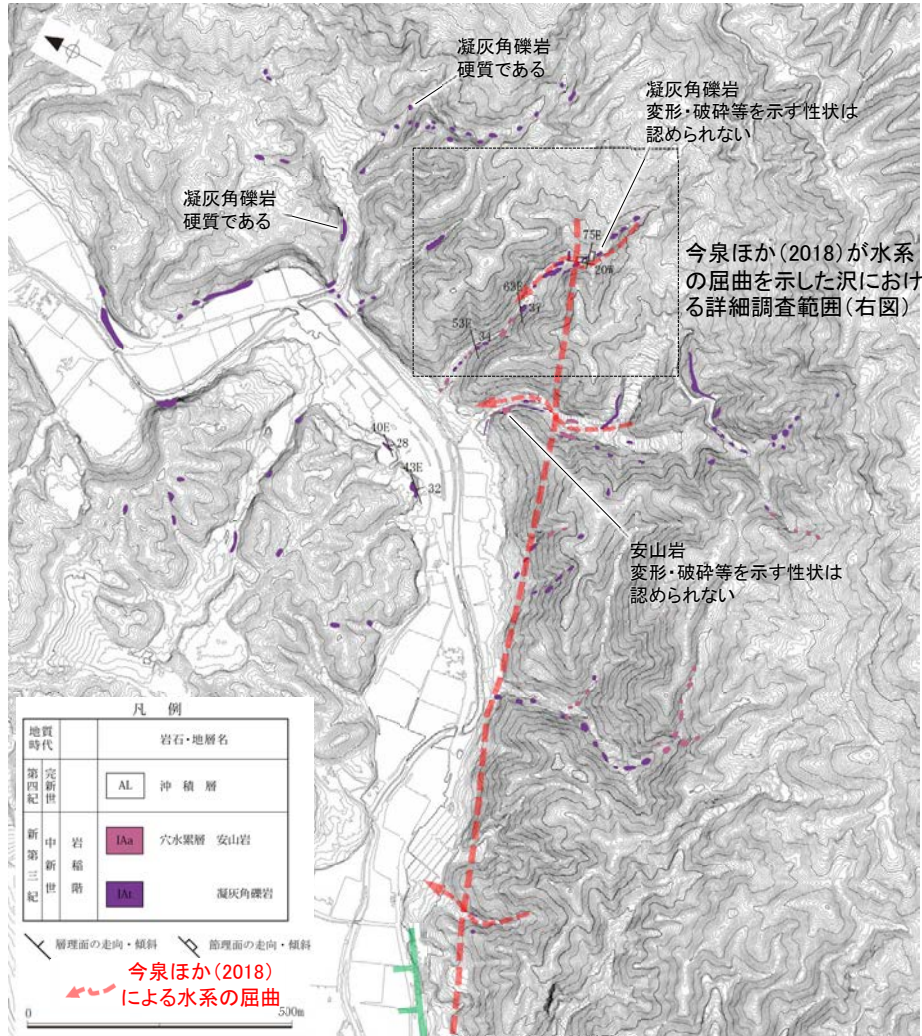 凝灰角礫岩
硬質である
凝灰角礫岩
変形・破砕等を示す性状は
認められない
凝灰角礫岩
硬質である
75E
20W
今泉ほか(2018)が水系
の屈曲を示した沢におけ
る詳細調査範囲(右図)
63E
37
53E
34
40E
28
43E
32
安山岩
変形・破砕等を示す性状は
認められない
凡 例
地質時代
岩石・地層名
第四紀
完新世
AL
沖積層
新第三紀
中新世
岩稲階
IAa
穴水累層 安山岩
IAt
凝灰角礫岩
層理面の走向・傾斜
節理面の走向・傾斜
今泉ほか(2018)
による水系の屈曲
0
500m